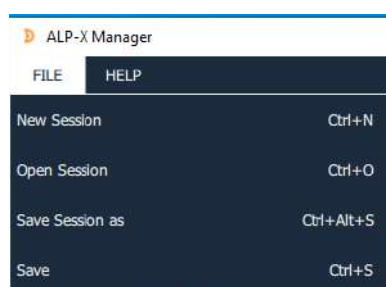 ALP-X Manager
FILE HELP
New Session Ctrl+N
Open Session Ctrl+O
Save Session as Ctrl+Alt+S
Save Ctrl+S